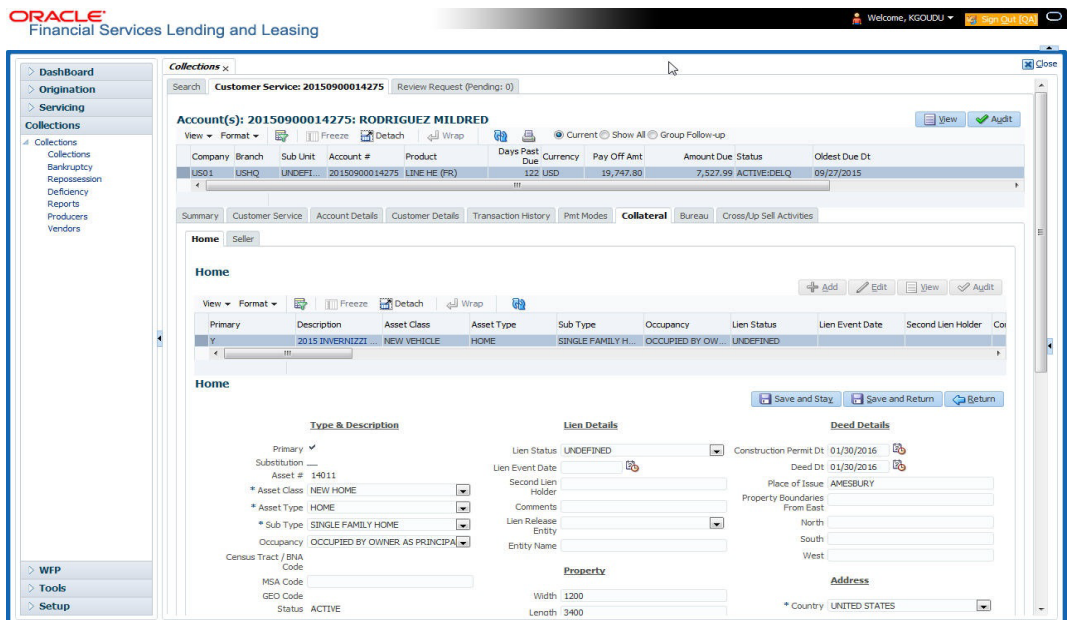 ORACLE
Financial Services Lending and Leasing
Welcome, KGOUDU
Sign Out [QA]
Close
DashBoard
Origination
Servicing
Collections
Collections
Collections
Bankruptcy
Repossession
Deficiency
Reports
Producers
Vendors
WFP
Tools
Setup
Collections
Search Customer Service: 20150900014275 Review Request (Pending: 0)
Account(s): 20150900014275: RODRIGUEZ MILDRED
View Audit
View Format Freeze Detach Wrap Current Show All Group Follow-up
Company Branch Sub Unit Account # Product Days Past Due Currency Pay Off Amt Amount Due Status Oldest Due Dt
US01 USHQ UNDEFI... 20150900014275 LINE HE (FR) 122 USD 19,747.80 7,527.99 ACTIVE:DELQ 09/27/2015
Summary Customer Service Account Details Customer Details Transaction History Pmt Modes Collateral Bureau Cross/Up Sell Activities
Home Seller
Home
Add Edit View Audit
View Format Freeze Detach Wrap
Primary Description Asset Class Asset Type Sub Type Occupancy Lien Status Lien Event Date Second Lien Holder Co
Y 2015 INVERNIZZI ... NEW VEHICLE HOME SINGLE FAMILY H... OCCUPIED BY OW... UNDEFINED
Home
Save and Stay Save and Return Return
Type & Description
Primary
Substitution
Asset # 14011
* Asset Class NEW HOME
* Asset Type HOME
* Sub Type SINGLE FAMILY HOME
Occupancy OCCUPIED BY OWNER AS PRINCIPA
Census Tract / BNA
Code
MSA Code
GEO Code
Status ACTIVE
Lien Details
Lien Status UNDEFINED
Lien Event Date
Second Lien
Holder
Comments
Lien Release
Entity
Entity Name
Property
Width 1200
Length 3400
Deed Details
Construction Permit Dt 01/30/2016
Deed Dt 01/30/2016
Place of Issue AMESBURY
Property Boundaries
From East
North
South
West
Address
* Country UNITED STATES